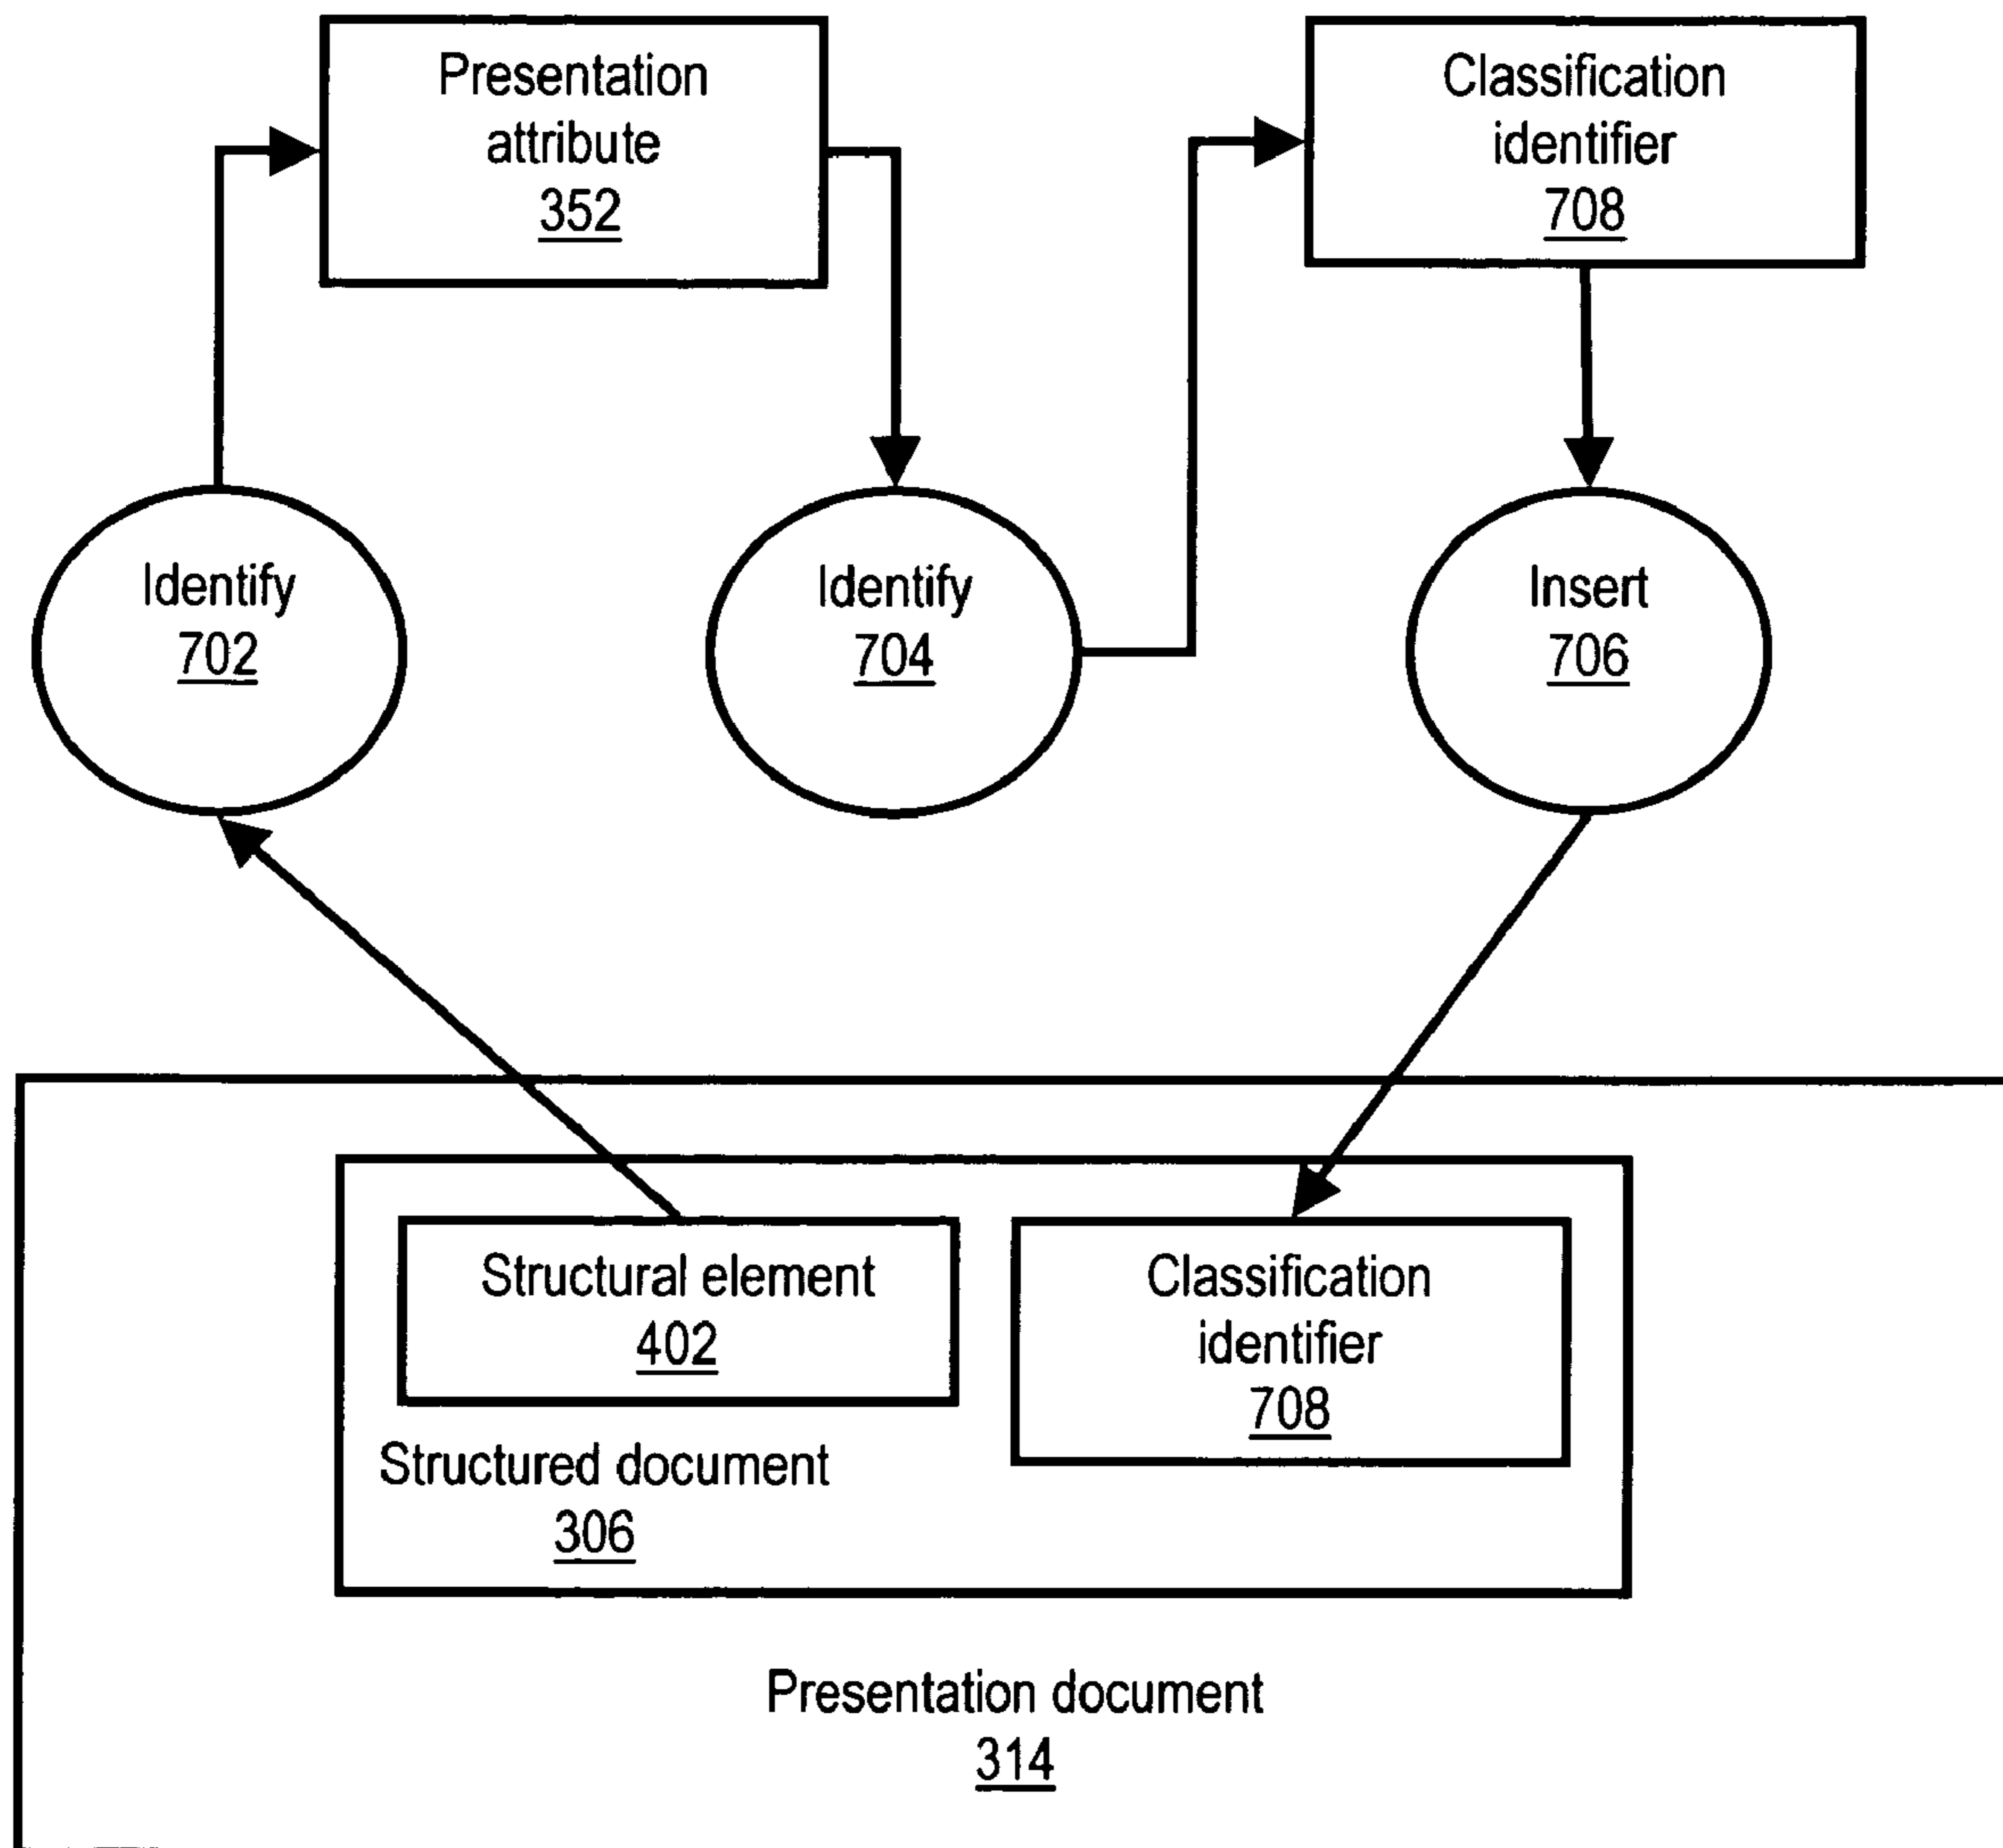 Presentation
attribute
352
Classification
identifier
708
Identify
702
Identify
704
Insert
706
Structural element
402
Classification
identifier
708
Structured document
306
Presentation document
314